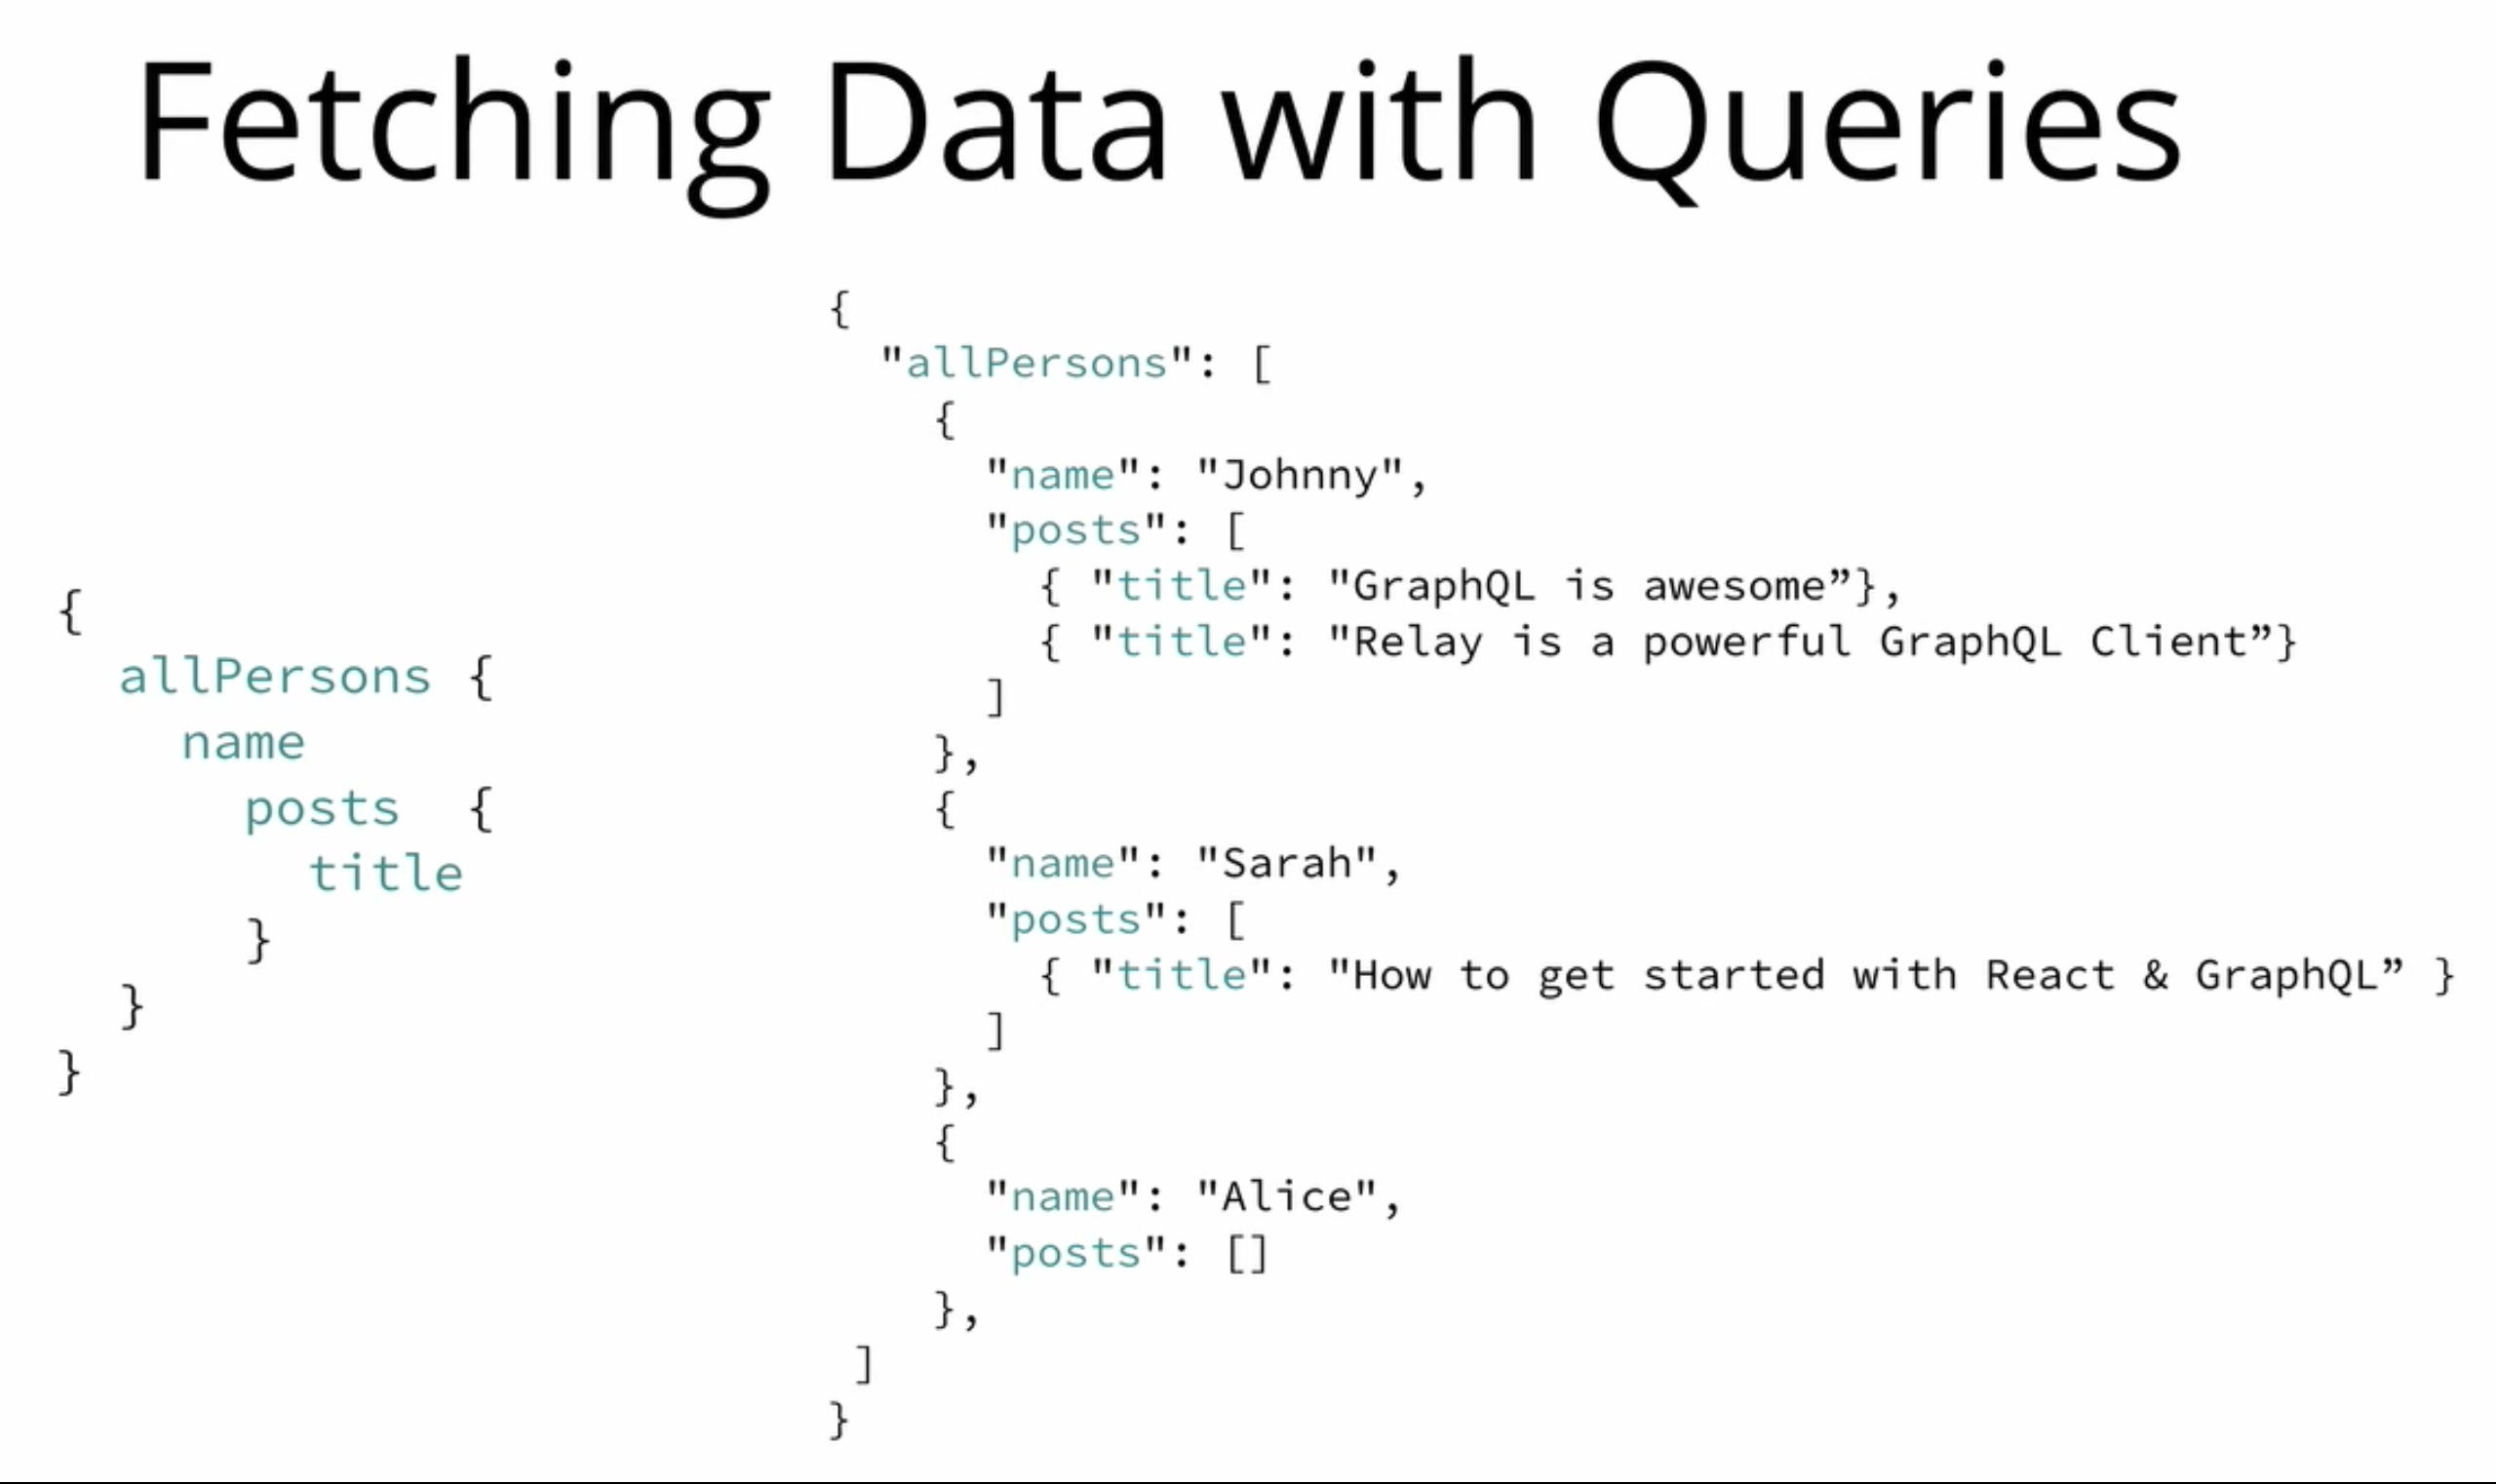 Fetching Data with Queries
{
  allPersons {
    name
      posts  {
        title
      }
  }
}
{
  "allPersons": [
    {
      "name": "Johnny",
      "posts": [
        { "title": "GraphQL is awesome”},
        { "title": "Relay is a powerful GraphQL Client”}
      ]
    },
    {
      "name": "Sarah",
      "posts": [
        { "title": "How to get started with React & GraphQL” }
      ]
    },
    {
      "name": "Alice",
      "posts": []
    },
 ]
}